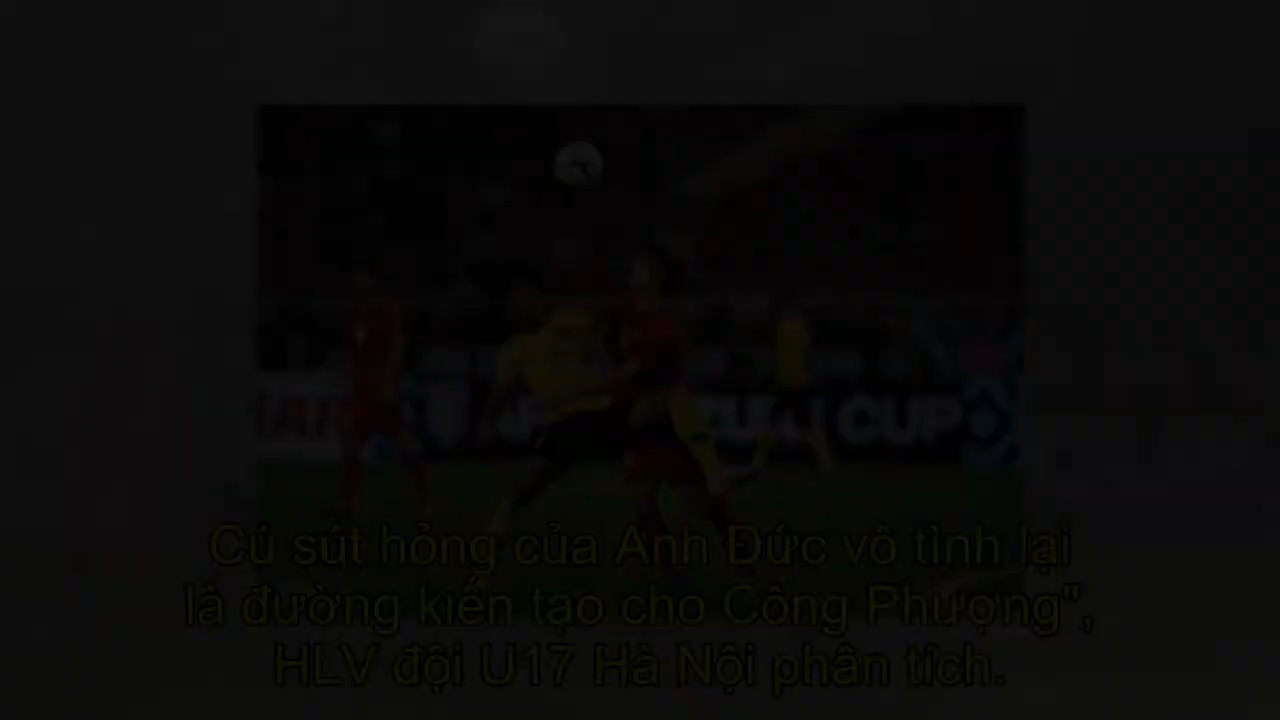 CUP
Cú sút hỏng của Anh Đức vô tình lại
là đường kiến tạo cho Công Phượng",
HLV đội U17 Hà Nội phân tích.